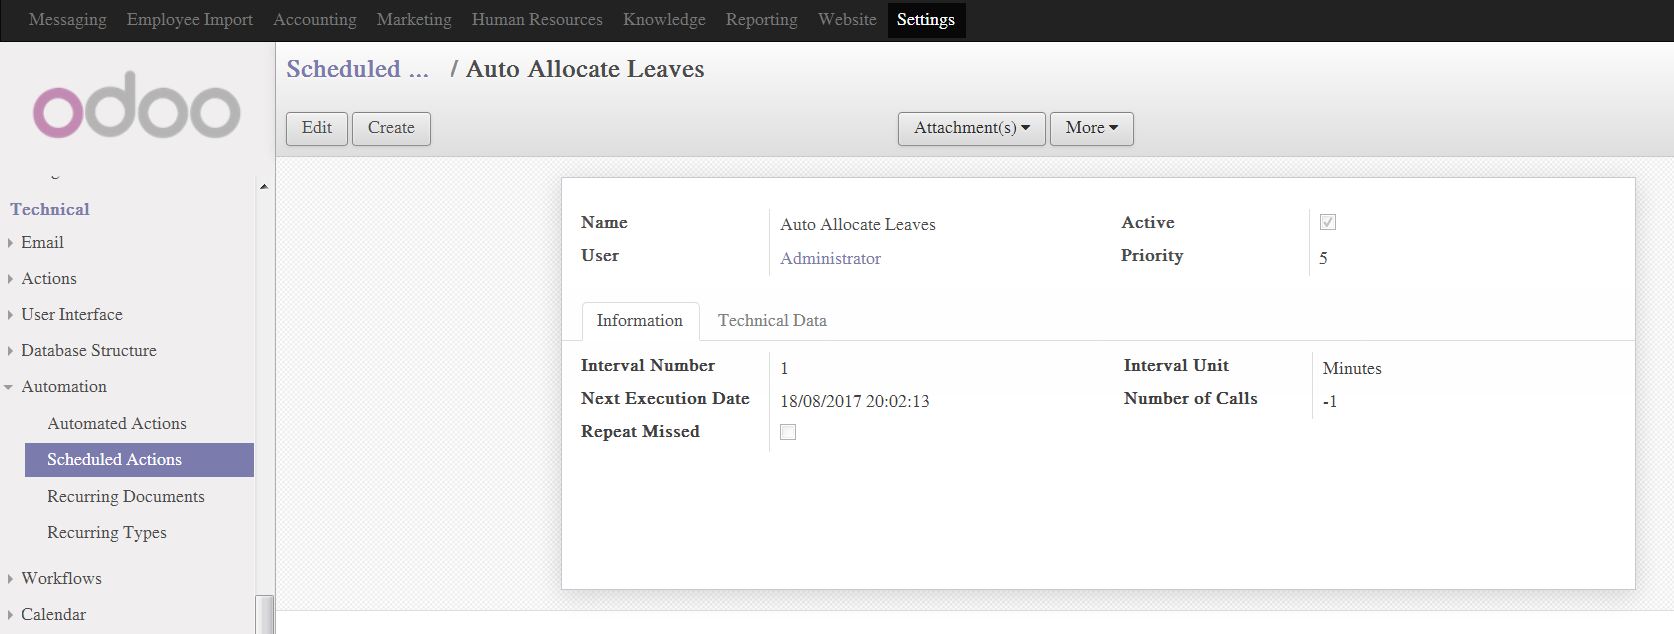 Messaging Employee Import Accounting Marketing Human Resources Knowledge Reporting Website Settings
odoo
Scheduled ... / Auto Allocate Leaves
Edit Create Attachment(s) More
Technical
Email
Actions
User Interface
Database Structure
Automation
Automated Actions
Scheduled Actions
Recurring Documents
Recurring Types
Workflows
Calendar
Name Auto Allocate Leaves Active
User Administrator Priority 5
Information Technical Data
Interval Number 1 Interval Unit Minutes
Next Execution Date 18/08/2017 20:02:13 Number of Calls -1
Repeat Missed